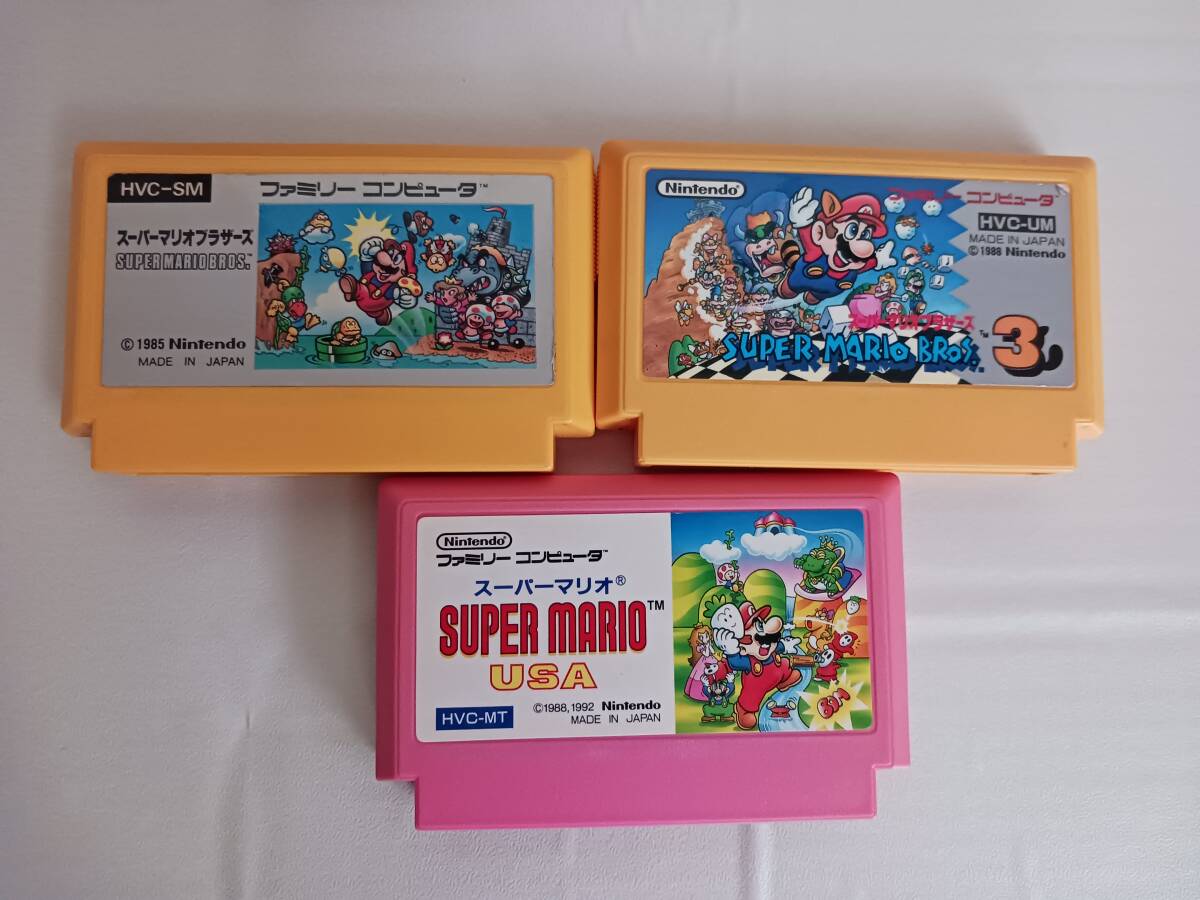 HVC-SM
ファミリー コンピュータ™
スーパーマリオブラザーズ
SUPER MARIO BROS.™
© 1985 Nintendo
MADE IN JAPAN
Nintendo
ファミリー コンピュータ™
HVC-UM
MADE IN JAPAN
© 1988 Nintendo
スーパーマリオブラザーズ
SUPER MARIO BROS.™ 3
Nintendo
ファミリー コンピュータ™
スーパーマリオ®
SUPER MARIO™
USA
HVC-MT
©1988,1992 Nintendo
MADE IN JAPAN